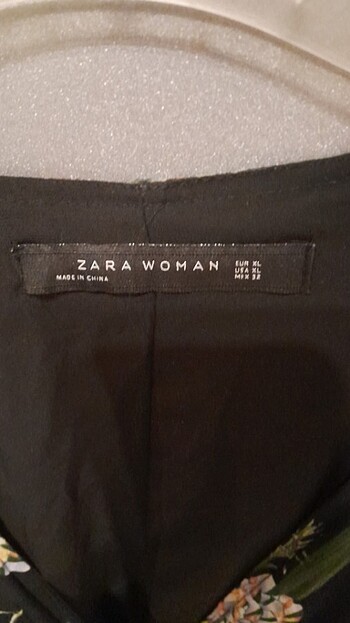 ZARA WOMAN
MADE IN CHINA
EUR XL
USA XL
MEX 32